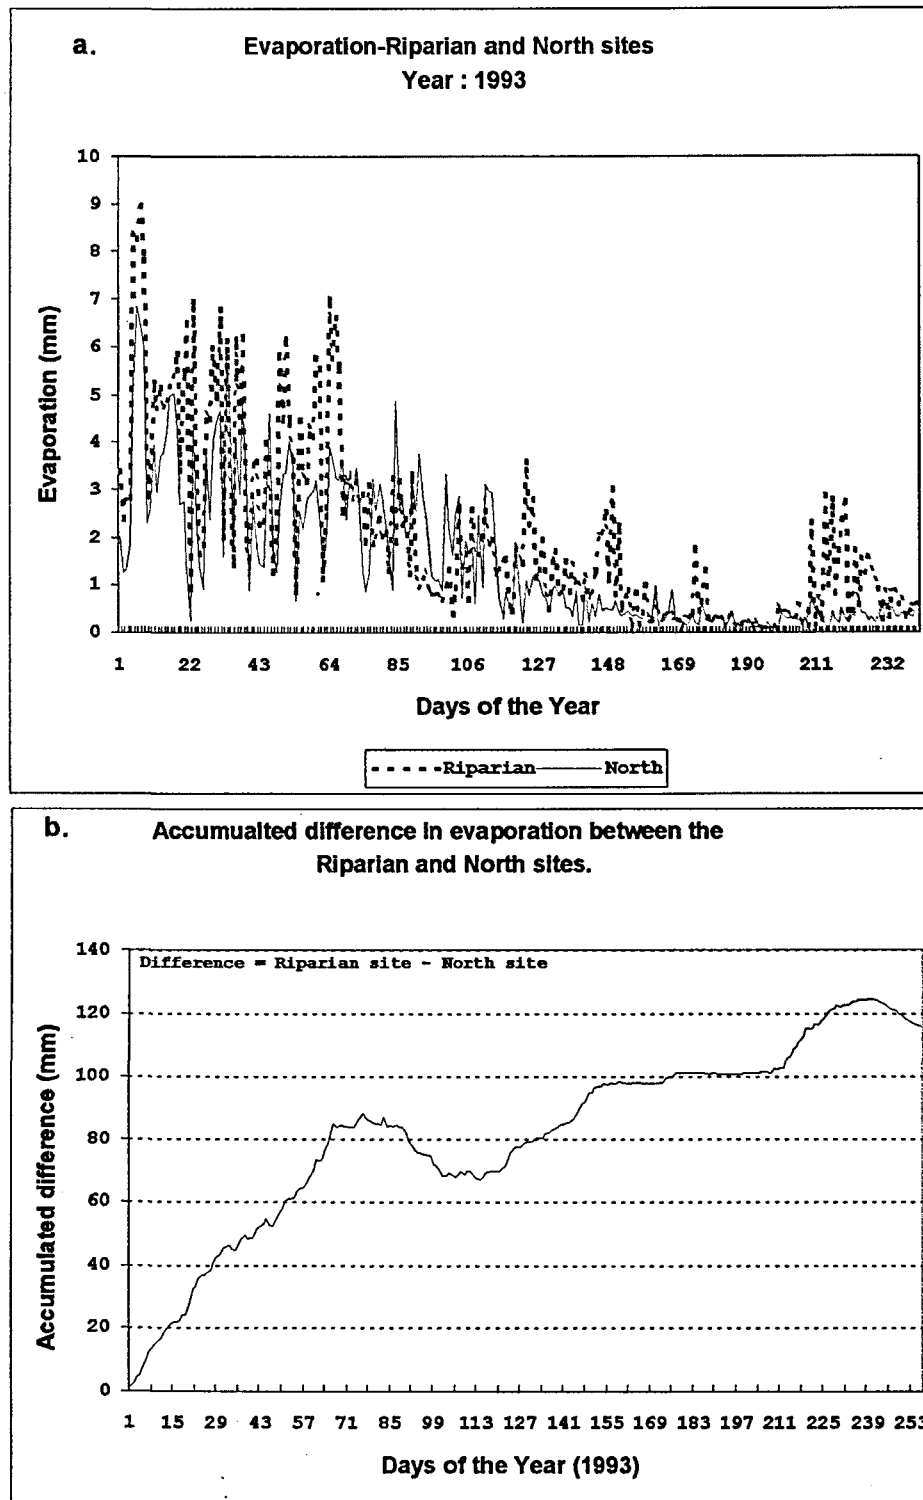 a.
Evaporation-Riparian and North sites
Year : 1993
Evaporation (mm)
10
9
8
7
6
5
4
3
2
1
0
1 22 43 64 85 106 127 148 169 190 211 232
Days of the Year
Riparian North
b.
Accumualted difference in evaporation between the
Riparian and North sites.
Accumulated difference (mm)
140
Difference = Riparian site - North site
120
100
80
60
40
20
0
1 15 29 43 57 71 85 99 113 127 141 155 169 183 197 211 225 239 253
Days of the Year (1993)